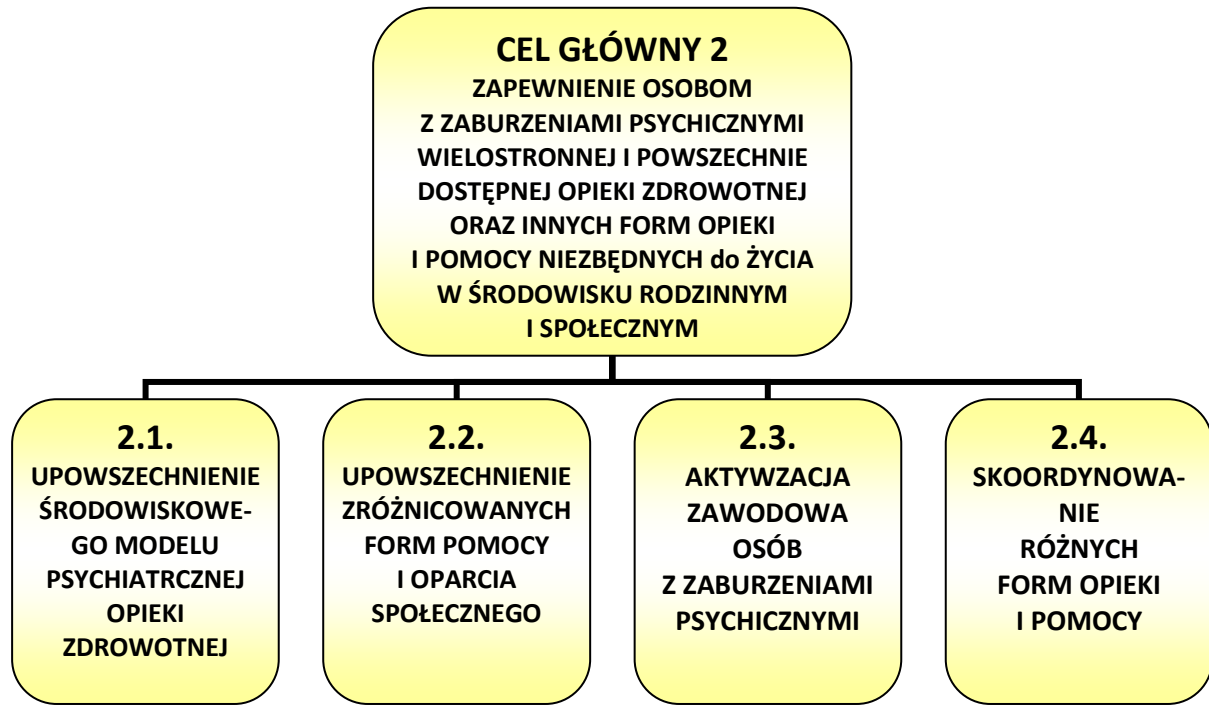 CEL GŁÓWNY 2
ZAPEWNIENIE OSOBOM
Z ZABURZENIAMI PSYCHICZNYMI
WIELOSTRONNEJ I POWSZECHNIE
DOSTĘPNEJ OPIEKI ZDROWOTNEJ
ORAZ INNYCH FORM OPIEKI
I POMOCY NIEZBĘDNYCH do ŻYCIA
W ŚRODOWISKU RODZINNYM
I SPOŁECZNYM
2.1.
UPOWSZECHNIENIE
ŚRODOWISKOWE-
GO MODELU
PSYCHIATRCZNEJ
OPIEKI
ZDROWOTNEJ
2.2.
UPOWSZECHNIENIE
ZRÓŻNICOWANYCH
FORM POMOCY
I OPARCIA
SPOŁECZNEGO
2.3.
AKTYWZACJA
ZAWODOWA
OSÓB
Z ZABURZENIAMI
PSYCHICZNYMI
2.4.
SKOORDYNOWA-
NIE
RÓŻNYCH
FORM OPIEKI
I POMOCY